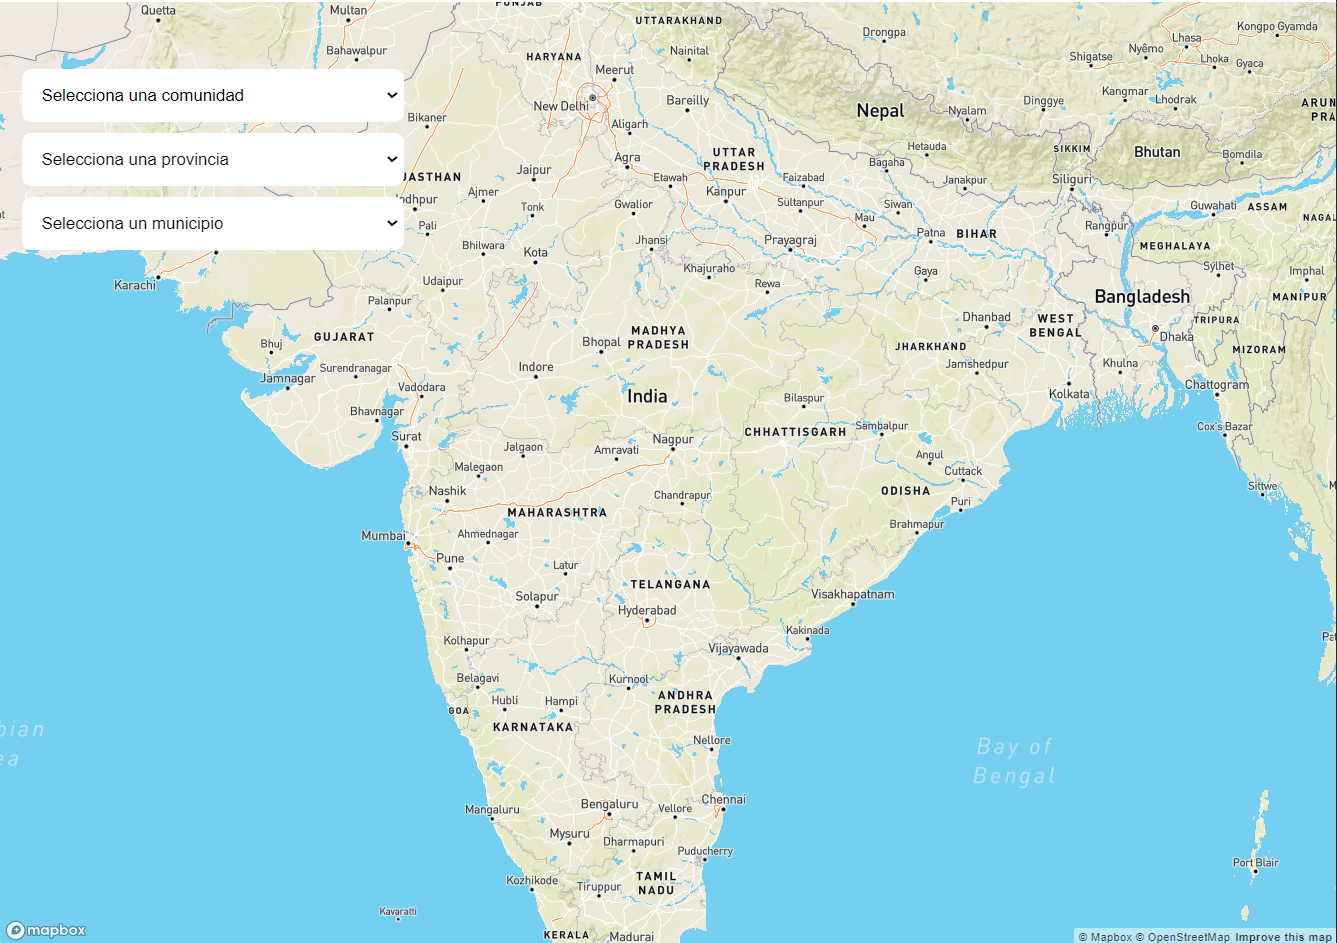 PUNJAB
Quetta
Multan
UTTARAKHAND
Kongpo Gyamda
Drongpa
Lhasa
Bahawalpur
HARYANA
Nainital
Nyêmo
Shigatse
Lhoka
Gyaca
Meerut
Selecciona una comunidad
New Delhi
Bareilly
Kangmar
Dinggye
Lhodrak
Nepal
Nyalam
Bikaner
Aligarh
Hetauda
SIKKIM
Bhutan
Bomdila
Selecciona una provincia
Agra
UTTAR
PRADESH
Bagaha
JASTHAN
Jaipur
Etawah
Faizabad
Janakpur
Siliguri
Ajmer
Kanpur
Jodhpur
Tonk
Gwalior
Sultanpur
Siwan
Guwahati
ASSAM
Selecciona un municipio
Pali
Mau
Rangpur
Bhilwara
Kota
Jhansi
Prayagraj
Patna
BIHAR
MEGHALAYA
Khajuraho
Gaya
Sylhet
Imphal
Karachi
Udaipur
Rewa
Bangladesh
MANIPUR
Palanpur
Dhanbad
WEST
BENGAL
TRIPURA
GUJARAT
MADHYA
PRADESH
Dhaka
Bhuj
Bhopal
JHARKHAND
MIZORAM
Surendranagar
Indore
Jamshedpur
Khulna
Jamnagar
Vadodara
India
Bilaspur
Kolkata
Chattogram
Bhavnagar
Surat
CHHATTISGARH
Sambalpur
Cox's Bazar
Jalgaon
Amravati
Nagpur
Angul
Malegaon
Cuttack
Nashik
Chandrapur
ODISHA
Puri
Sittwe
MAHARASHTRA
Brahmapur
Mumbai
Ahmednagar
Pune
Latur
TELANGANA
Solapur
Visakhapatnam
Hyderabad
Kolhapur
Kakinada
Vijayawada
Belagavi
Kurnool
Hubli
Hampi
ANDHRA
PRADESH
GOA
KARNATAKA
Nellore
Bay of
Bengal
Mangaluru
Bengaluru
Vellore
Chennai
Mysuru
Dharmapuri
Puducherry
Port Blair
Kozhikode
Tiruppur
TAMIL
NADU
Kavaratti
KERALA
Madurai
mapbox
© Mapbox © OpenStreetMap Improve this map